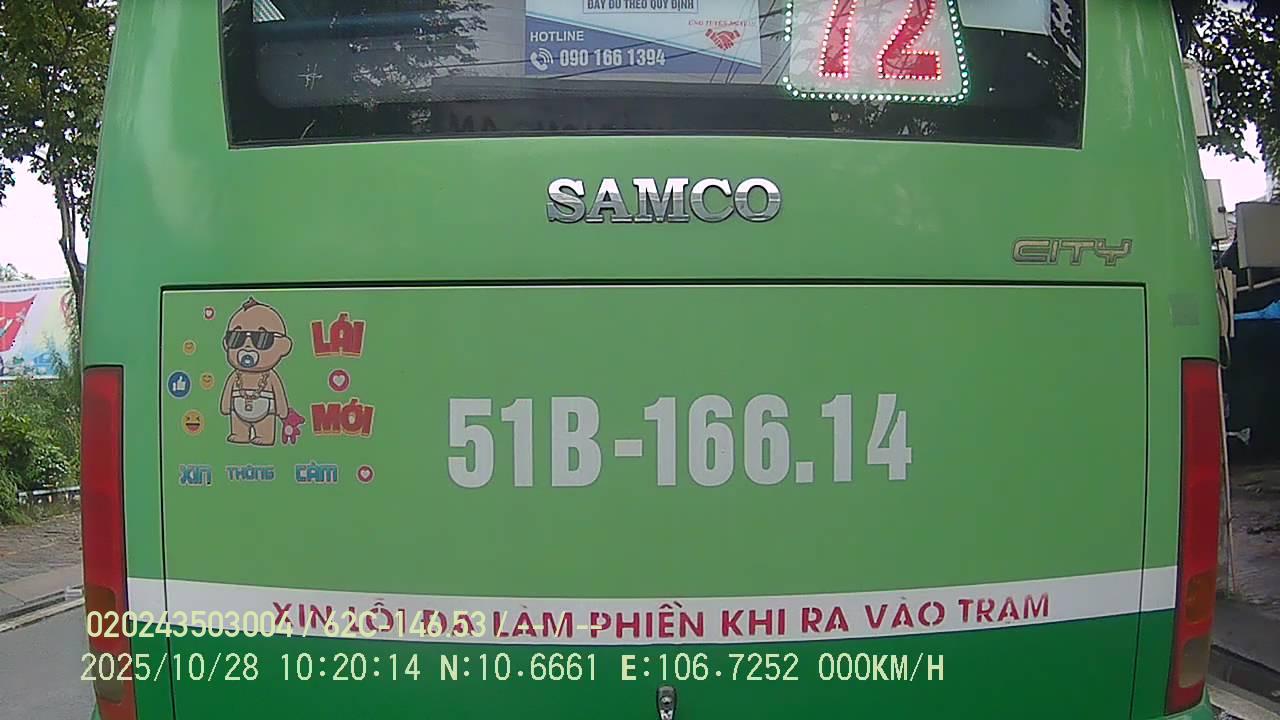 ĐẦY ĐỦ THEO QUY ĐỊNH
HOTLINE
090 166 1394
72
SAMCO
CITY
LÁI
MỚI
XIN THÔNG CẢM
51B-166.14
XIN LỖI ĐÃ LÀM PHIỀN KHI RA VÀO TRẠM
020243503004 / 62C-146.53 / - / -
2025/10/28 10:20:14 N:10.6661 E:106.7252 000KM/H